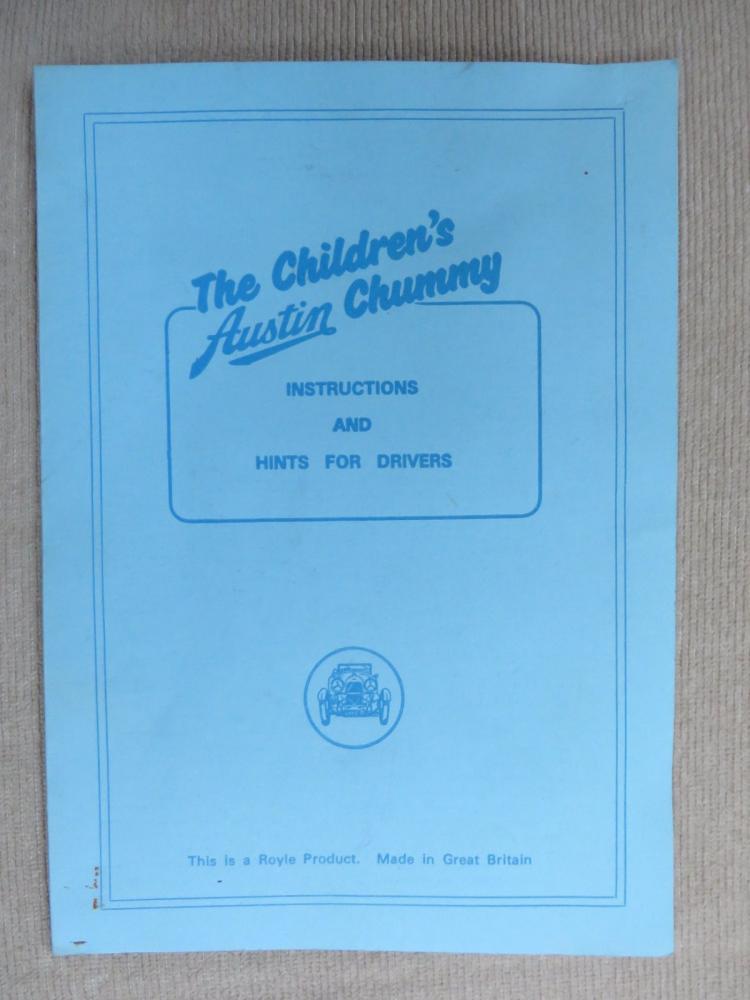 The Children's
Austin Chummy
INSTRUCTIONS
AND
HINTS FOR DRIVERS
This is a Royle Product. Made in Great Britain